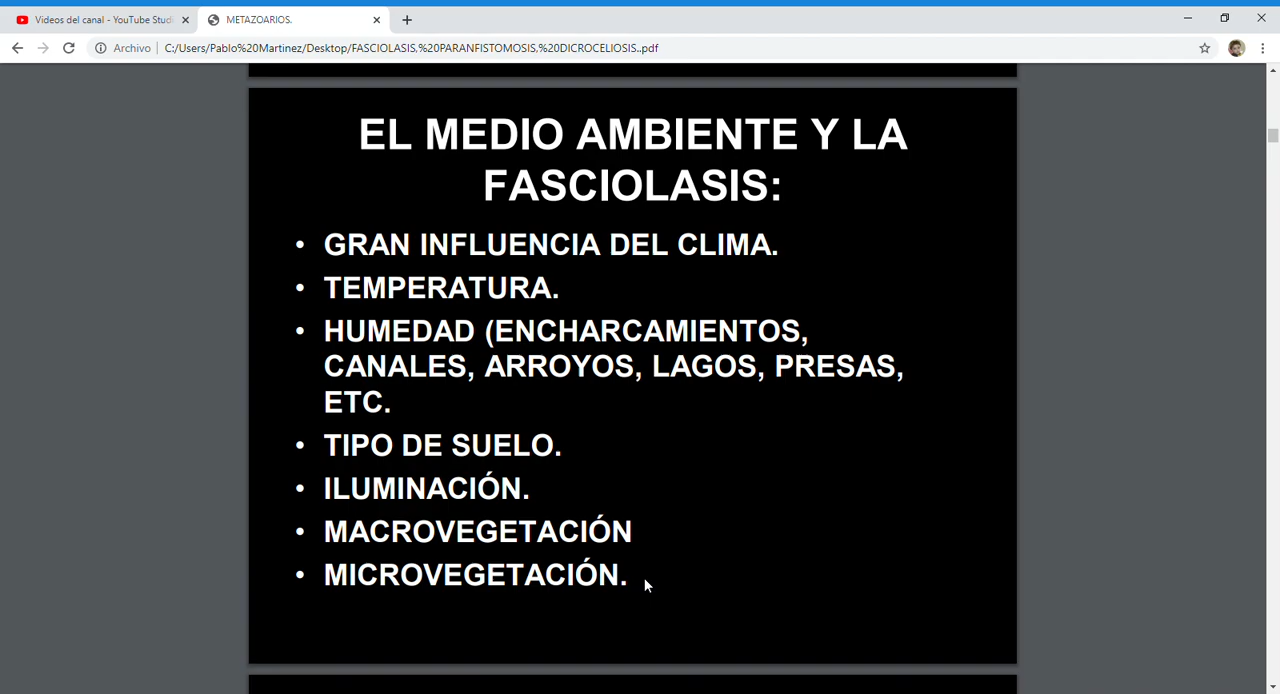 Videos del canal - YouTube Studi
METAZOARIOS.
Archivo
C:/Users/Pablo%20Martinez/Desktop/FASCIOLASIS,%20PARANFISTOMOSIS,%20DICROCELIOSIS..pdf
EL MEDIO AMBIENTE Y LA
FASCIOLASIS:
• GRAN INFLUENCIA DEL CLIMA.
• TEMPERATURA.
• HUMEDAD (ENCHARCAMIENTOS,
CANALES, ARROYOS, LAGOS, PRESAS,
ETC.
• TIPO DE SUELO.
• ILUMINACIÓN.
• MACROVEGETACIÓN
• MICROVEGETACIÓN.